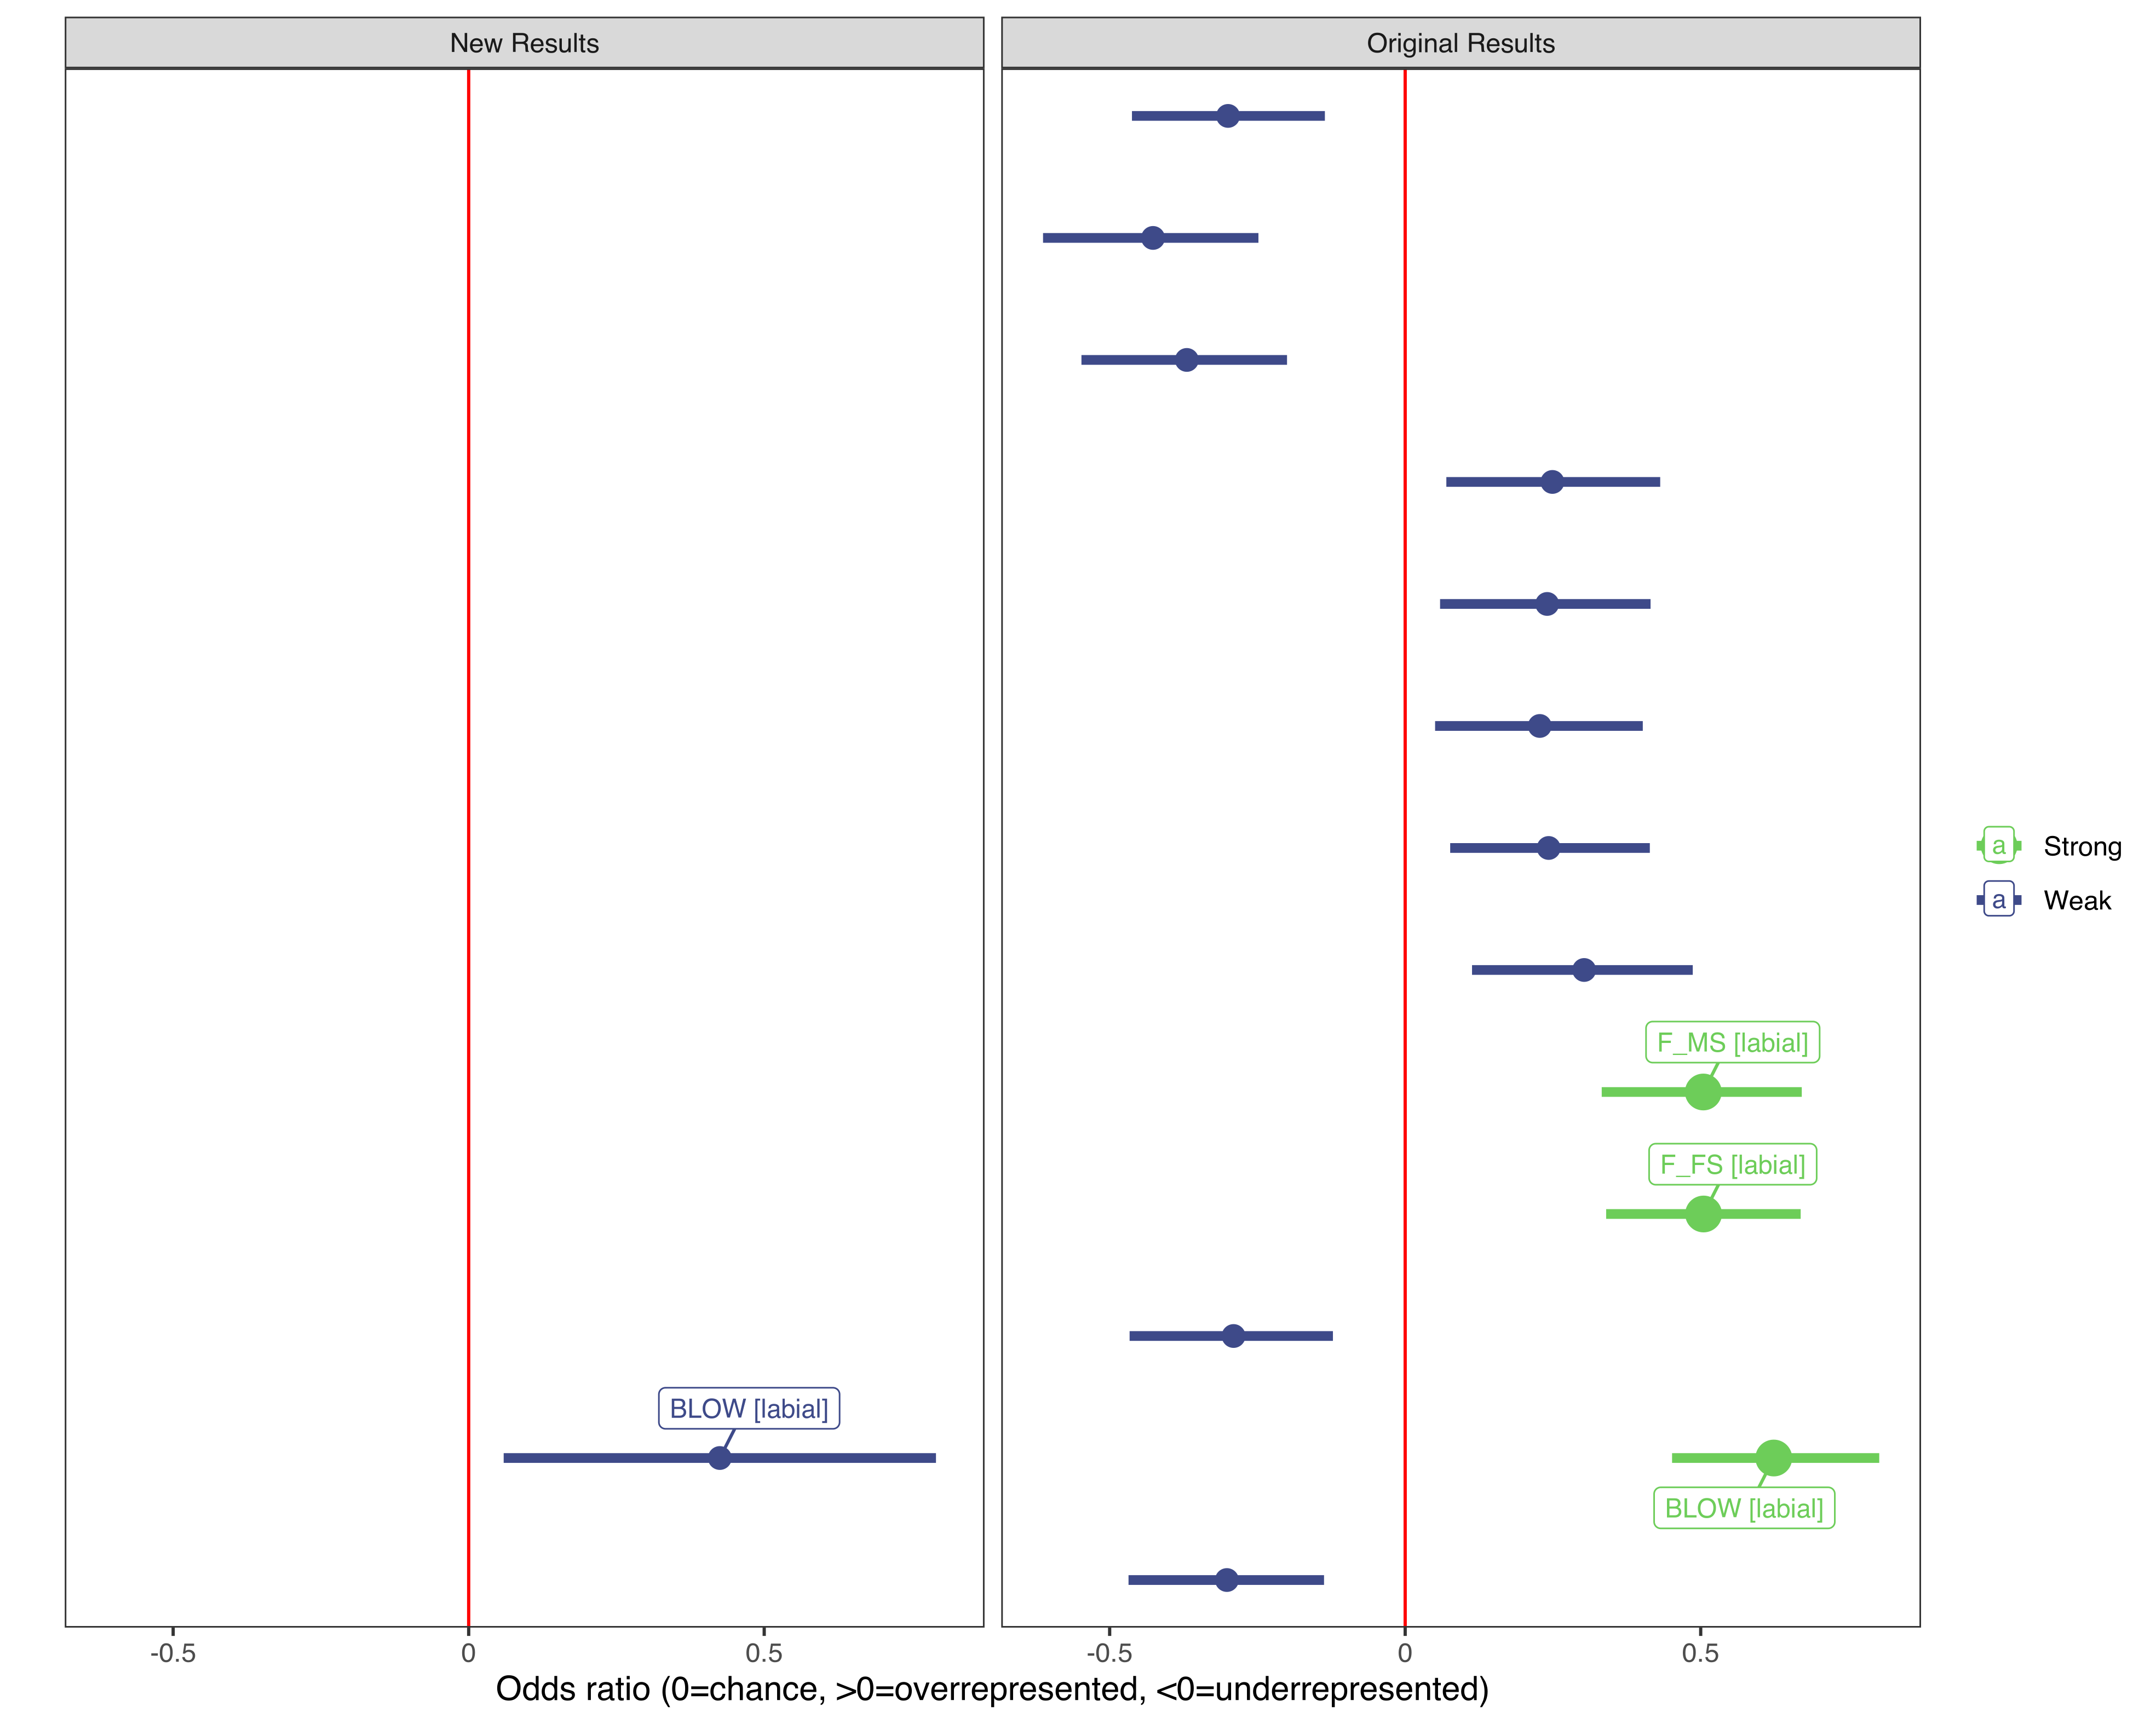 New Results
Original Results
F_MS [labial]
F_FS [labial]
BLOW [labial]
BLOW [labial]
-0.5 0 0.5
-0.5 0 0.5
Odds ratio (0=chance, >0=overrepresented, <0=underrepresented)
a Strong
a Weak